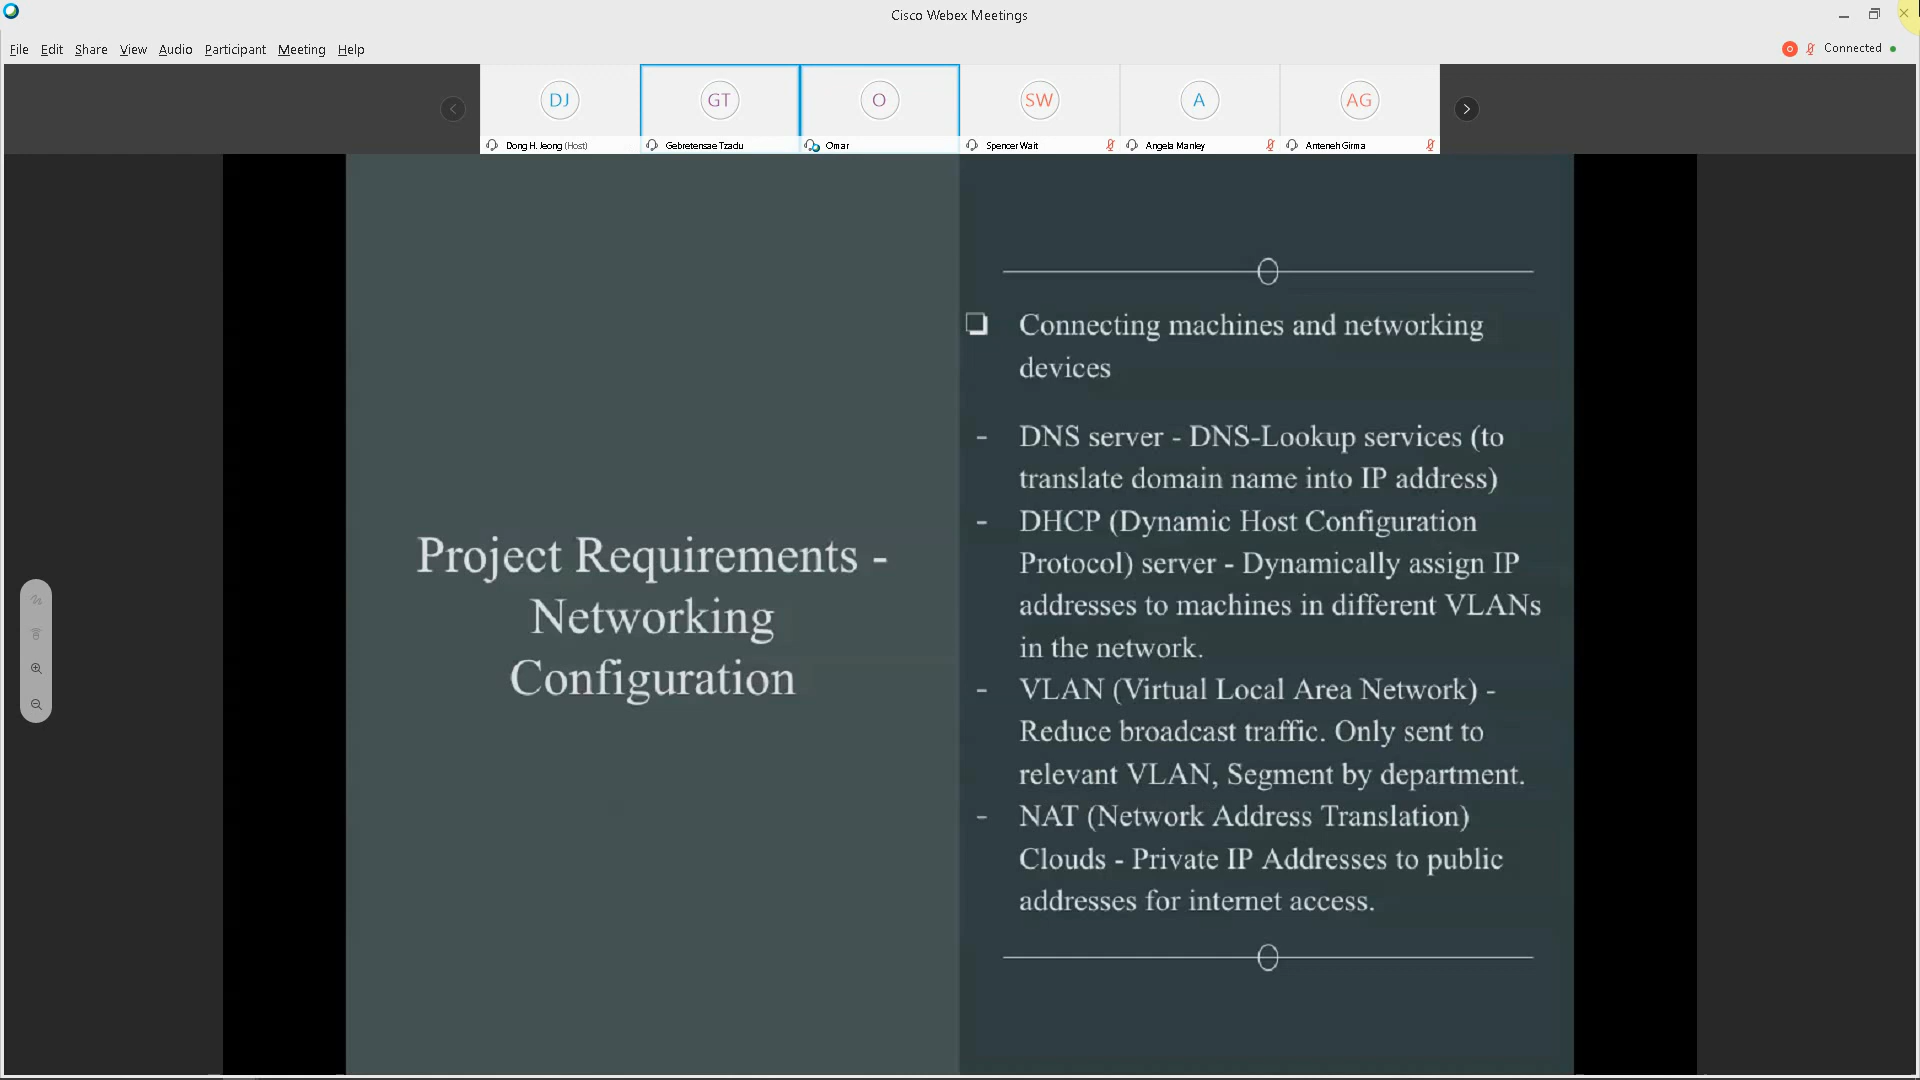 Cisco Webex Meetings
File Edit Share View Audio Participant Meeting Help
Connected
DJ GT O SW A AG
Dong H. Jeong (Host) Gebretensae Tzadu Omar Spencer Wait Angela Manley Anteneh Girma
Project Requirements -
Networking
Configuration
❏ Connecting machines and networking
devices
- DNS server - DNS-Lookup services (to
translate domain name into IP address)
- DHCP (Dynamic Host Configuration
Protocol) server - Dynamically assign IP
addresses to machines in different VLANs
in the network.
- VLAN (Virtual Local Area Network) -
Reduce broadcast traffic. Only sent to
relevant VLAN, Segment by department.
- NAT (Network Address Translation)
Clouds - Private IP Addresses to public
addresses for internet access.